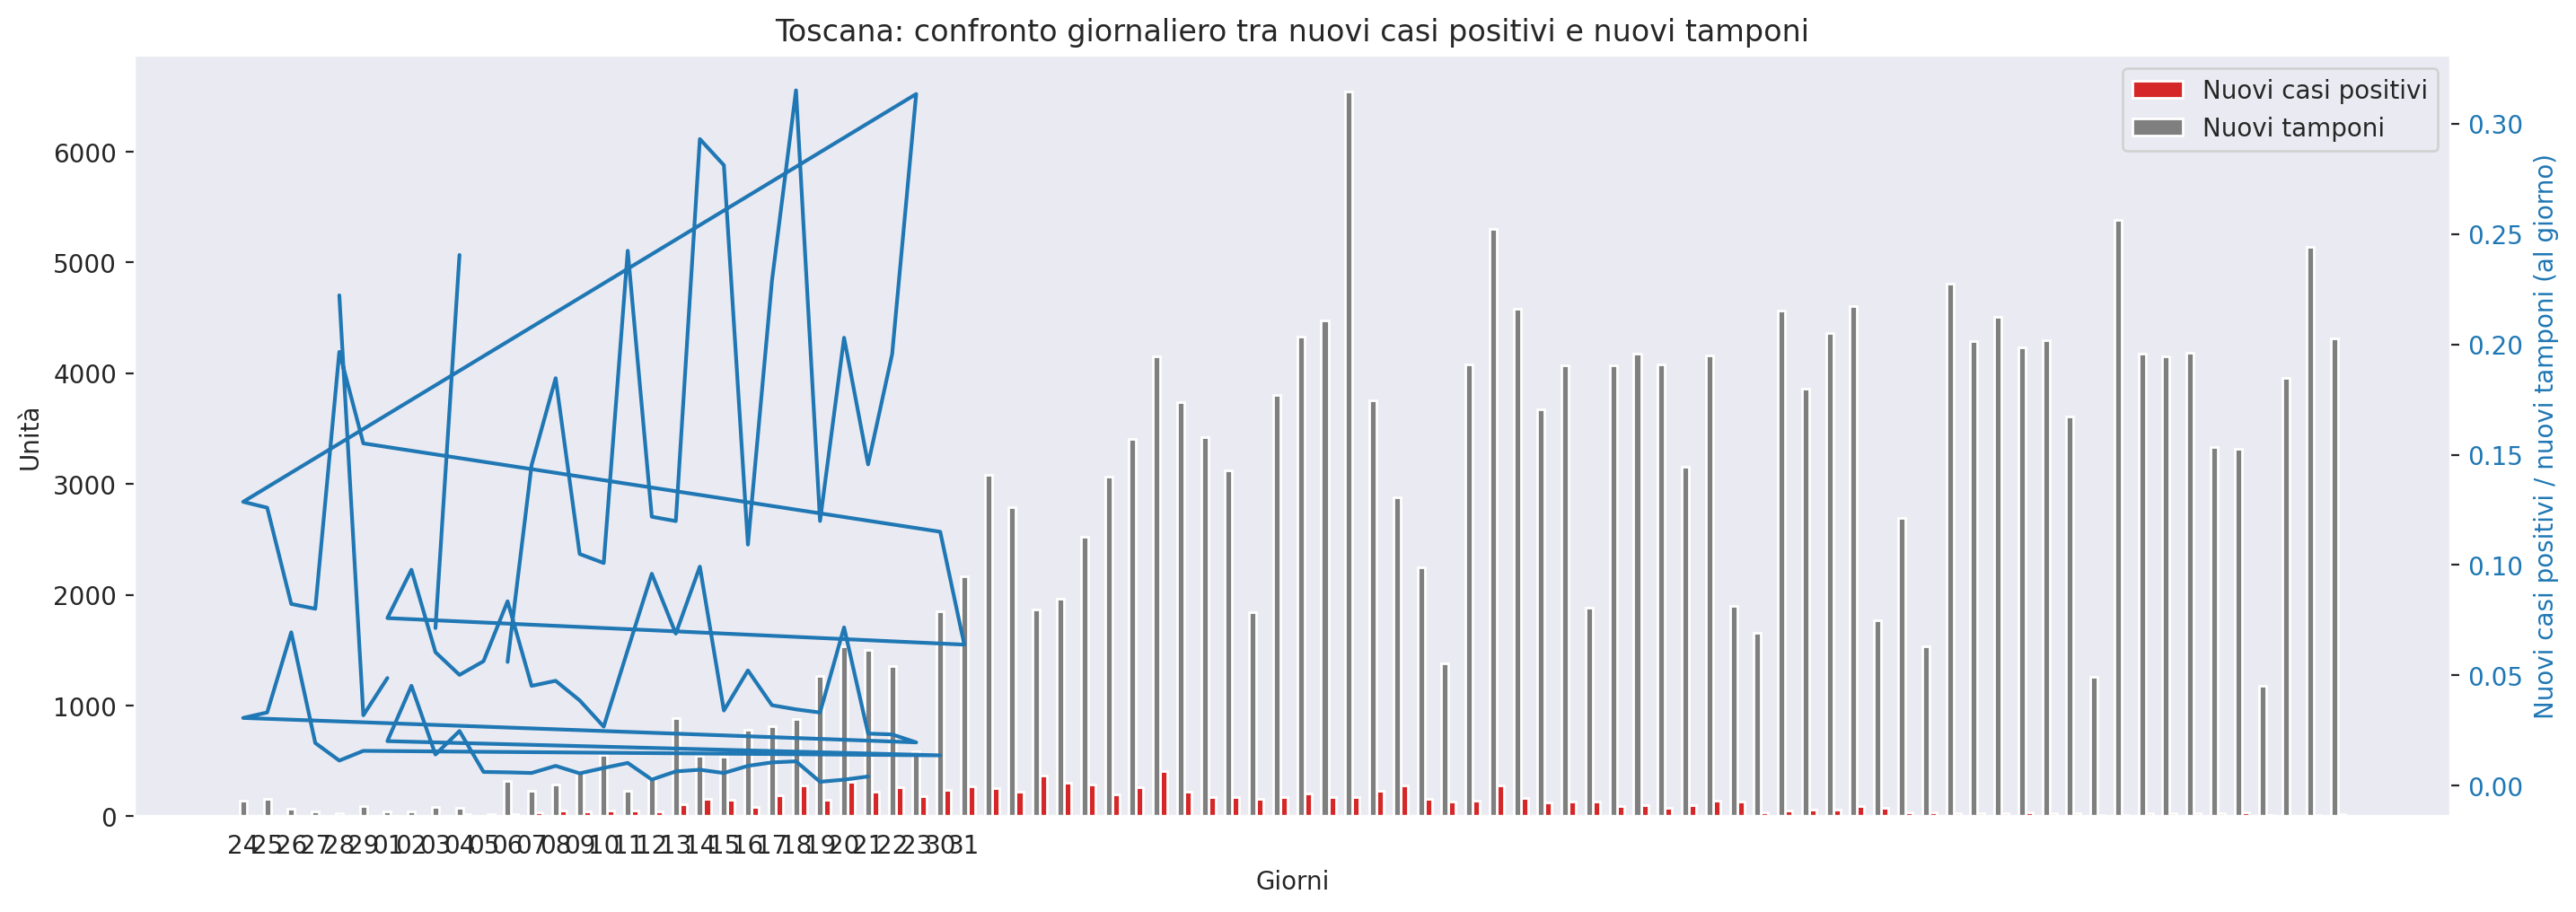 Toscana: confronto giornaliero tra nuovi casi positivi e nuovi tamponi
Nuovi casi positivi
Nuovi tamponi
6000
5000
4000
3000
2000
1000
0
Unità
0.30
0.25
0.20
0.15
0.10
0.05
0.00
Nuovi casi positivi / nuovi tamponi (al giorno)
24 25 26 27 28 29 01 02 03 04 05 06 07 08 09 10 11 12 13 14 15 16 17 18 19 20 21 22 23 30 31
Giorni